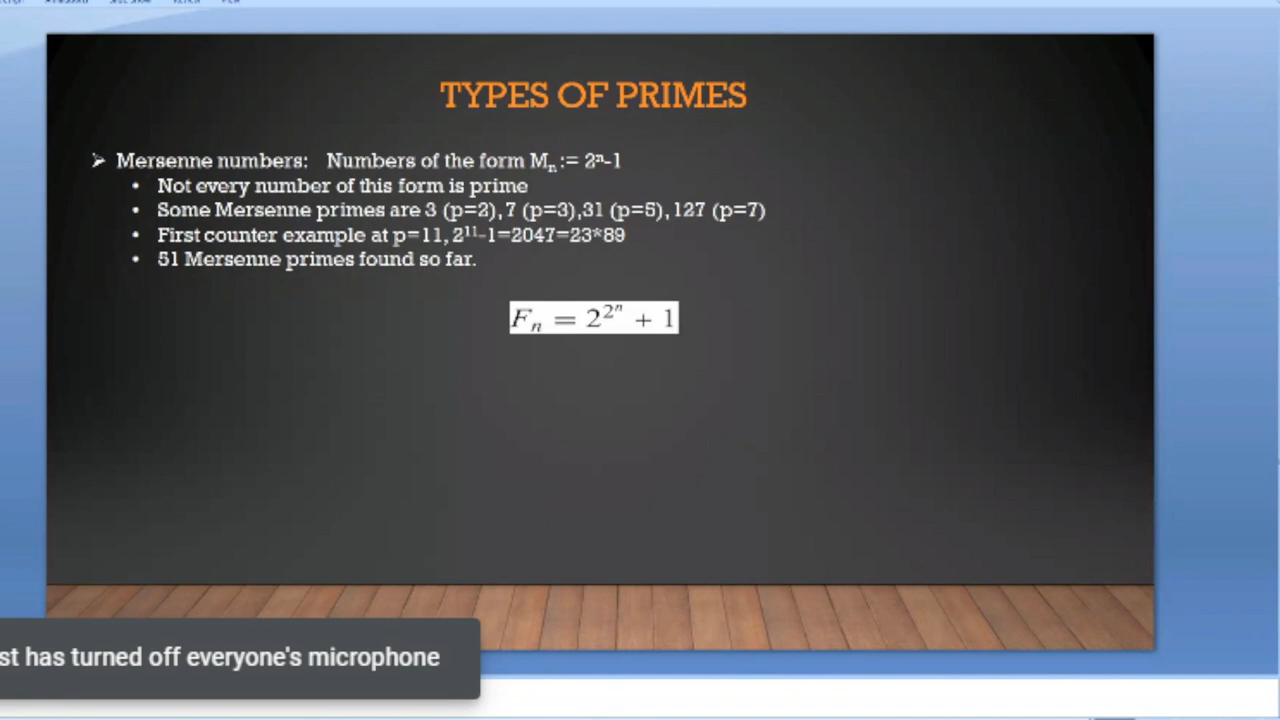 TYPES OF PRIMES
➢ Mersenne numbers: Numbers of the form Mₙ := 2ⁿ-1
• Not every number of this form is prime
• Some Mersenne primes are 3 (p=2), 7 (p=3),31 (p=5), 127 (p=7)
• First counter example at p=11, 2¹¹-1=2047=23*89
• 51 Mersenne primes found so far.
Fₙ = 2^{2ⁿ} + 1
has turned off everyone's microphone